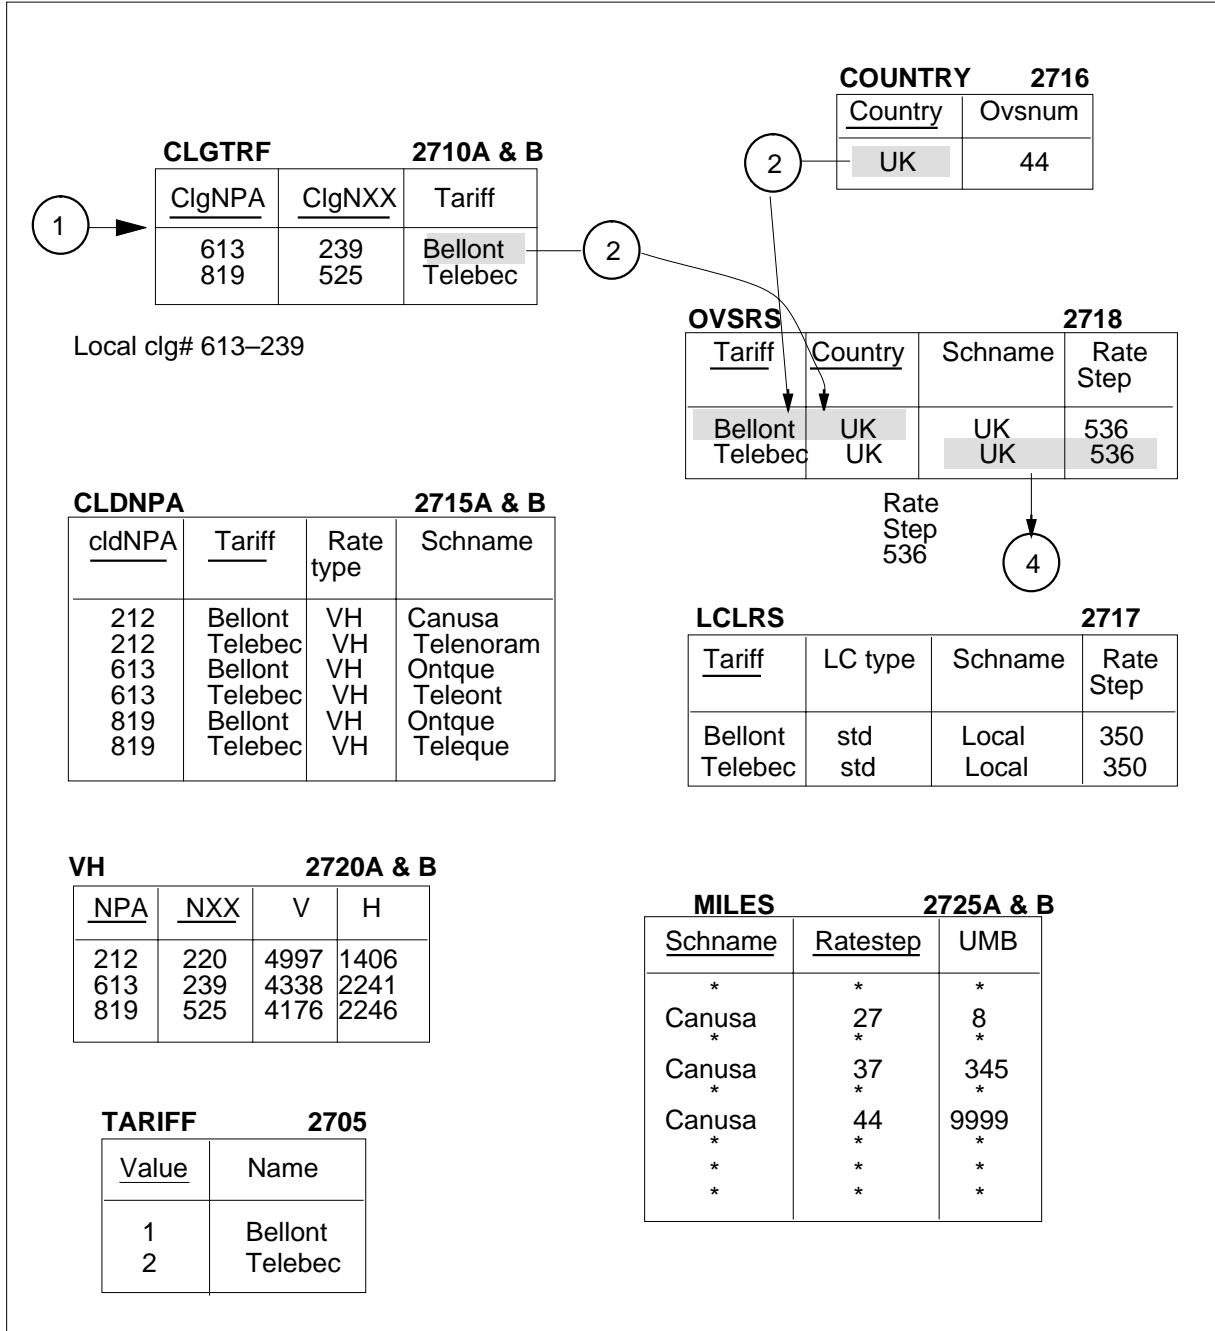 COUNTRY 2716
Country Ovsnum
UK 44
2
CLGTRF 2710A & B
ClgNPA ClgNXX Tariff
613 239 Bellont
819 525 Telebec
1
2
Local clg# 613–239
OVSRS 2718
Tariff Country Schname Rate
Step
Bellont UK UK 536
Telebec UK UK 536
Rate
Step
536
4
CLDNPA 2715A & B
cldNPA Tariff Rate Schname
type
212 Bellont VH Canusa
212 Telebec VH Telenoram
613 Bellont VH Ontque
613 Telebec VH Teleont
819 Bellont VH Ontque
819 Telebec VH Teleque
LCLRS 2717
Tariff LC type Schname Rate
Step
Bellont std Local 350
Telebec std Local 350
VH 2720A & B
NPA NXX V H
212 220 4997 1406
613 239 4338 2241
819 525 4176 2246
MILES 2725A & B
Schname Ratestep UMB
* * *
Canusa 27 8
* * *
Canusa 37 345
* * *
Canusa 44 9999
* * *
* * *
* * *
TARIFF 2705
Value Name
1 Bellont
2 Telebec